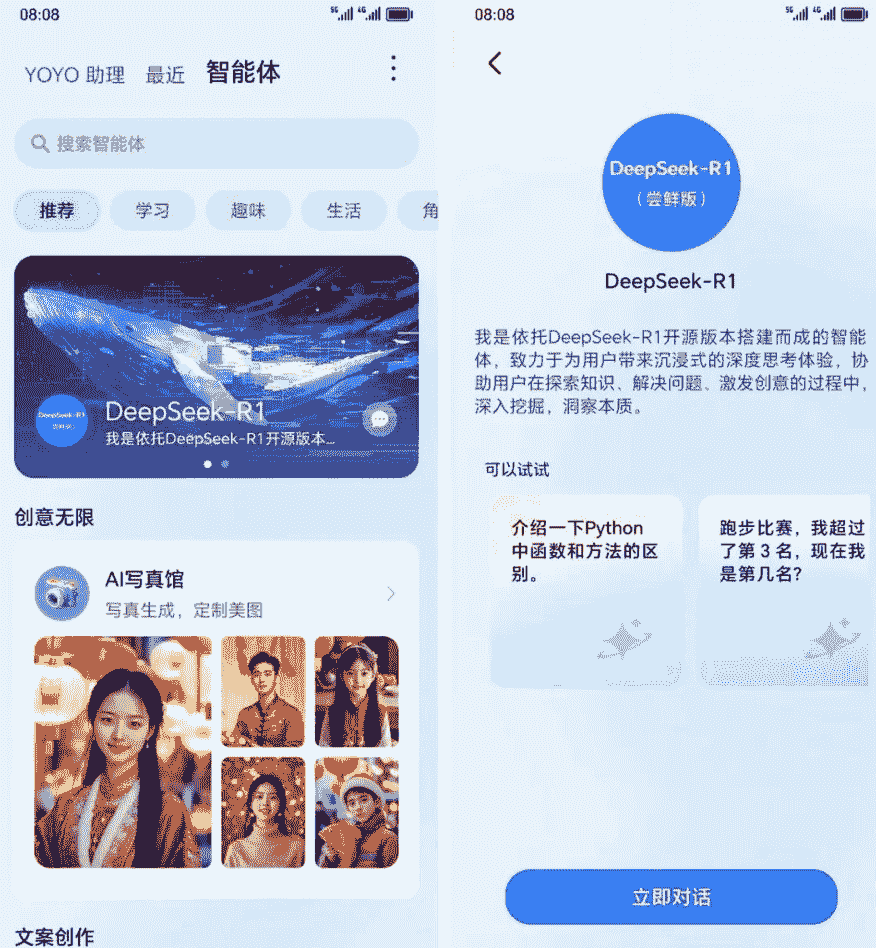 08:08
5G 4G
YOYO 助理 最近 智能体
搜索智能体
推荐 学习 趣味 生活 角
DeepSeek-R1
DeepSeek-R1
我是依托DeepSeek-R1开源版本...
创意无限
AI写真馆
写真生成，定制美图
文案创作
08:08
5G 4G
DeepSeek-R1
（尝鲜版）
DeepSeek-R1
我是依托DeepSeek-R1开源版本搭建而成的智能
体，致力于为用户带来沉浸式的深度思考体验，协
助用户在探索知识、解决问题、激发创意的过程中，
深入挖掘，洞察本质。
可以试试
介绍一下Python
中函数和方法的区
别。
跑步比赛，我超过
了第 3 名，现在我
是第几名？
立即对话